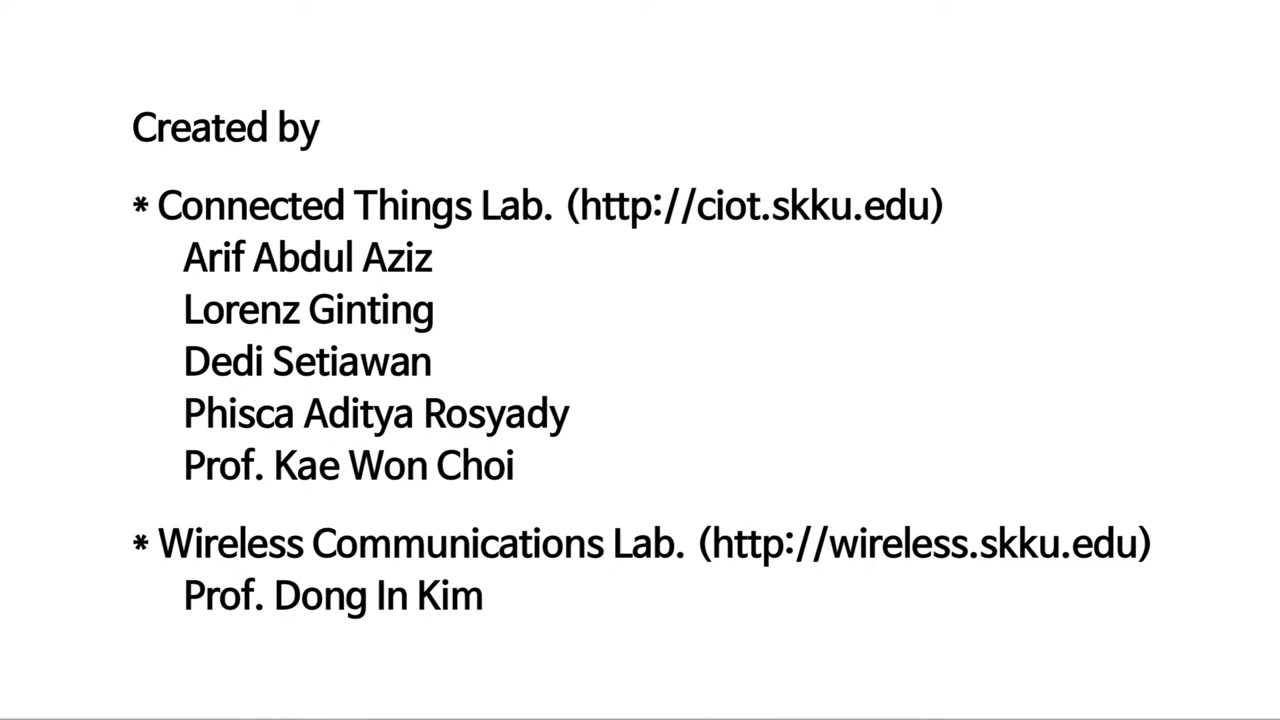 Created by
* Connected Things Lab. (http://ciot.skku.edu)
Arif Abdul Aziz
Lorenz Ginting
Dedi Setiawan
Phisca Aditya Rosyady
Prof. Kae Won Choi
* Wireless Communications Lab. (http://wireless.skku.edu)
Prof. Dong In Kim